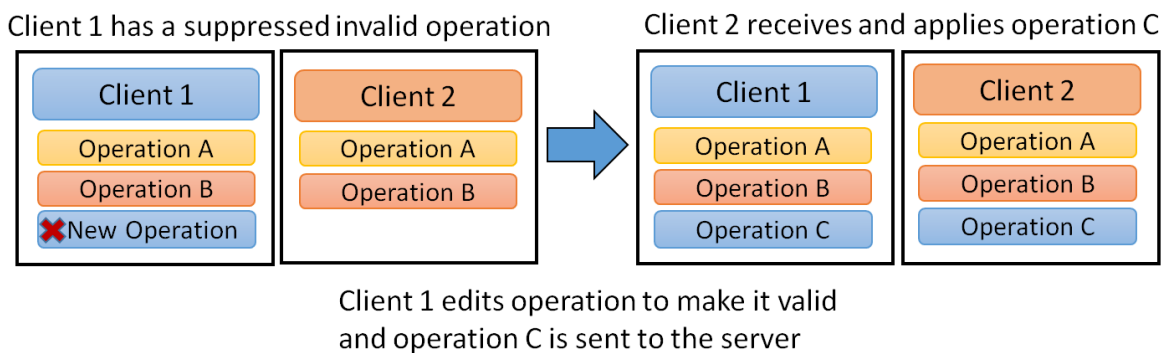 Client 1 has a suppressed invalid operation
Client 1
Operation A
Operation B
New Operation
Client 2
Operation A
Operation B
Client 2 receives and applies operation C
Client 1
Operation A
Operation B
Operation C
Client 2
Operation A
Operation B
Operation C
Client 1 edits operation to make it valid
and operation C is sent to the server